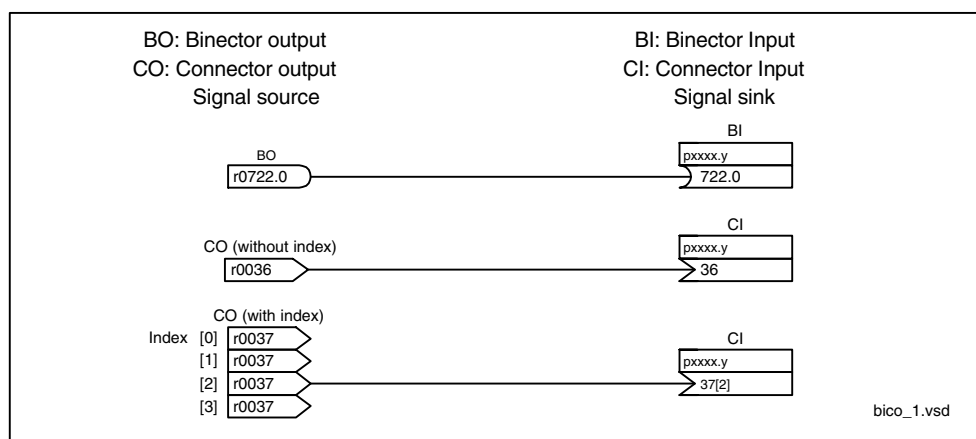 BO: Binector output
CO: Connector output
Signal source
BI: Binector Input
CI: Connector Input
Signal sink
BO
r0722.0
BI
pxxxx.y
722.0
CO (without index)
r0036
CI
pxxxx.y
36
CO (with index)
Index [0] r0037
[1] r0037
[2] r0037
[3] r0037
CI
pxxxx.y
37[2]
bico_1.vsd